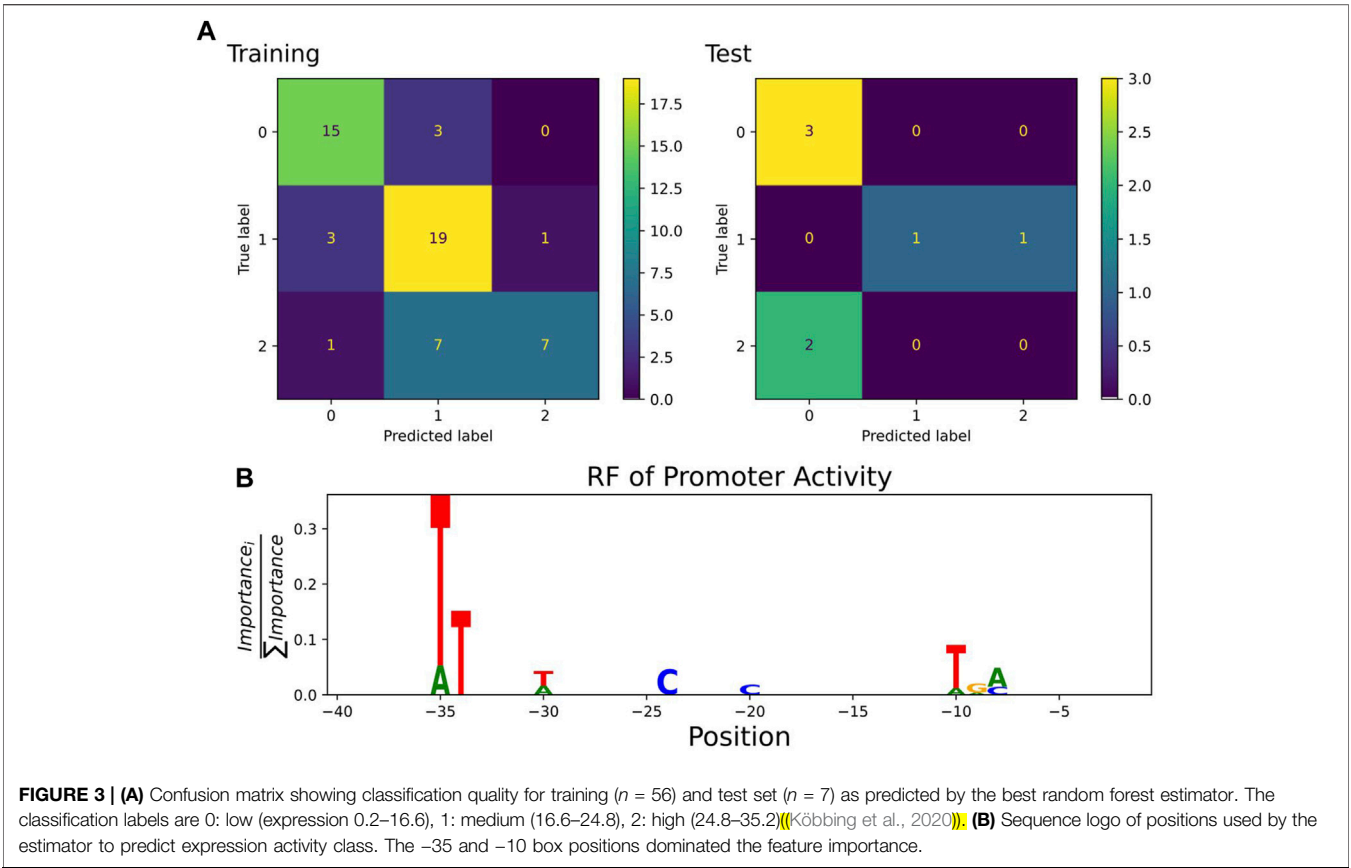 A
Training
Test
0
15
3
0
1
3
19
1
2
1
7
7
0
1
2
True label
Predicted label
17.5
15.0
12.5
10.0
7.5
5.0
2.5
0.0
0
3
0
0
1
0
1
1
2
2
0
0
0
1
2
True label
Predicted label
3.0
2.5
2.0
1.5
1.0
0.5
0.0
B
RF of Promoter Activity
Importancei
∑Importance
0.3
0.2
0.1
0.0
T
A
T
T
A
C
C
T
A
G
A
C
−40
−35
−30
−25
−20
−15
−10
−5
Position
FIGURE 3 | (A) Confusion matrix showing classification quality for training (n = 56) and test set (n = 7) as predicted by the best random forest estimator. The
classification labels are 0: low (expression 0.2–16.6), 1: medium (16.6–24.8), 2: high (24.8–35.2)((Köbbing et al., 2020)). (B) Sequence logo of positions used by the
estimator to predict expression activity class. The −35 and −10 box positions dominated the feature importance.